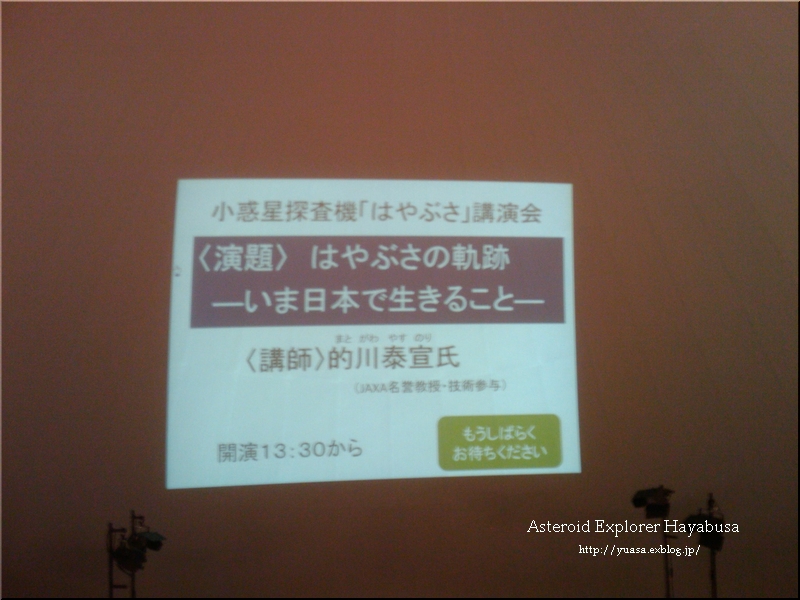 小惑星探査機「はやぶさ」講演会
〈演題〉 はやぶさの軌跡
―いま日本で生きること―
まと がわ やす のり
〈講師〉的川泰宣氏
（JAXA名誉教授・技術参与）
開演13:30から
もうしばらく
お待ちください
Asteroid Explorer Hayabusa
http://yuasa.exblog.jp/